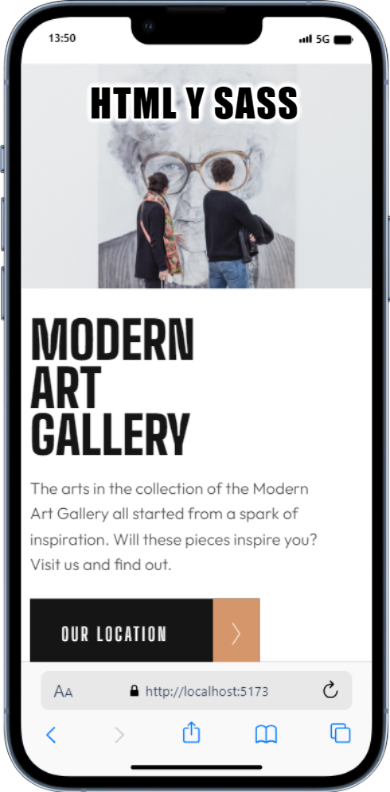 13:50 5G
HTML Y SASS
MODERN
ART
GALLERY
The arts in the collection of the Modern
Art Gallery all started from a spark of
inspiration. Will these pieces inspire you?
Visit us and find out.
OUR LOCATION
AA http://localhost:5173